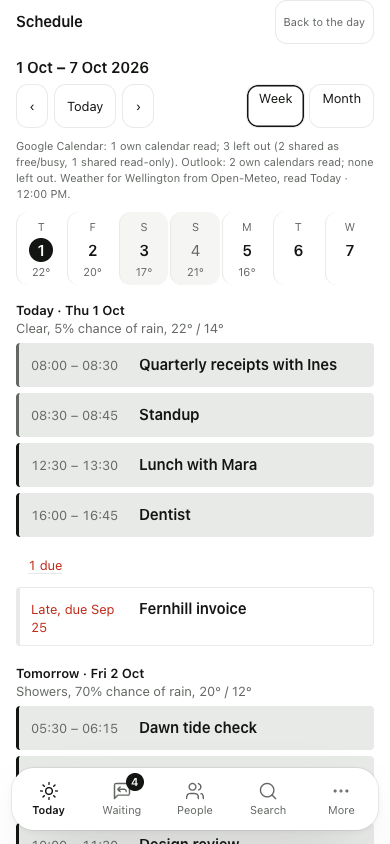 Schedule
Back to the day
1 Oct – 7 Oct 2026
‹ Today › Week Month
Google Calendar: 1 own calendar read; 3 left out (2 shared as
free/busy, 1 shared read-only). Outlook: 2 own calendars read; none
left out. Weather for Wellington from Open-Meteo, read Today ·
12:00 PM.
T F S S M T W
1 2 3 4 5 6 7
22° 20° 17° 21° 16°
Today · Thu 1 Oct
Clear, 5% chance of rain, 22° / 14°
08:00 – 08:30 Quarterly receipts with Ines
08:30 – 08:45 Standup
12:30 – 13:30 Lunch with Mara
16:00 – 16:45 Dentist
1 due
Late, due Sep 25 Fernhill invoice
Tomorrow · Fri 2 Oct
Showers, 70% chance of rain, 20° / 12°
05:30 – 06:15 Dawn tide check
4
Today Waiting People Search More
Design review